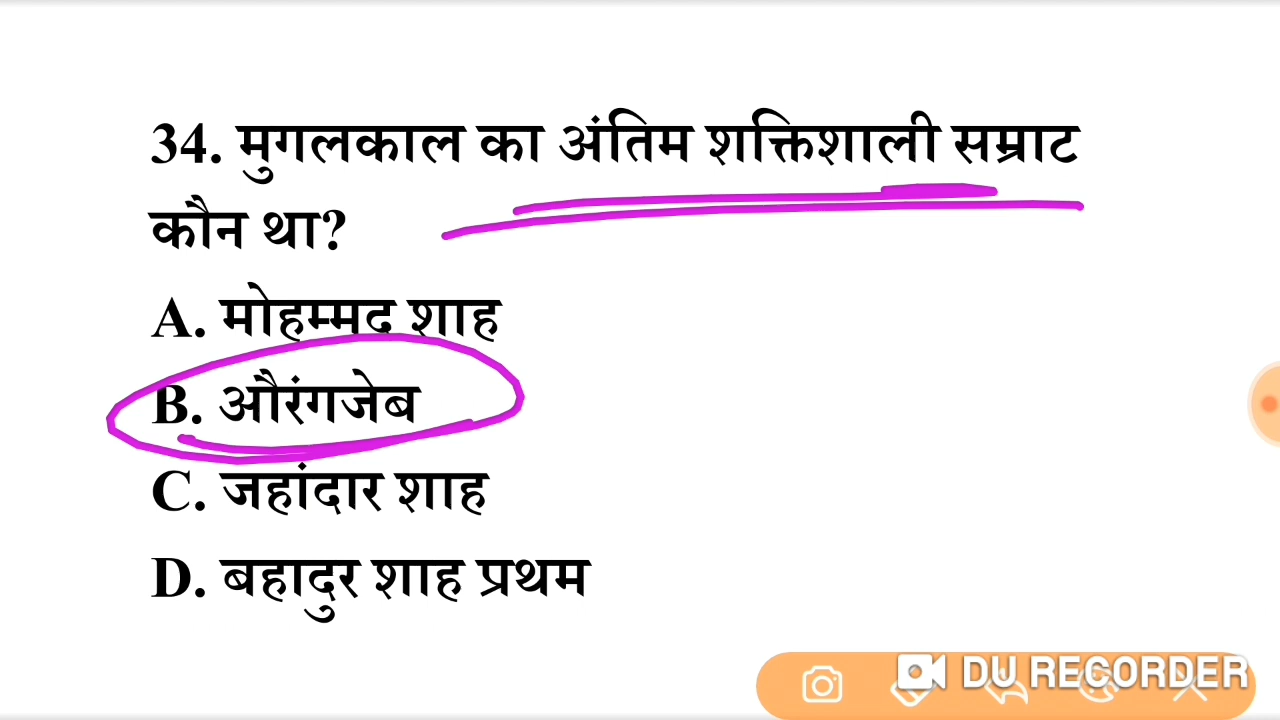 34. मुगलकाल का अंतिम शक्तिशाली सम्राट
कौन था?
A. मोहम्मद शाह
B. औरंगजेब
C. जहांदार शाह
D. बहादुर शाह प्रथम
DU RECORDER